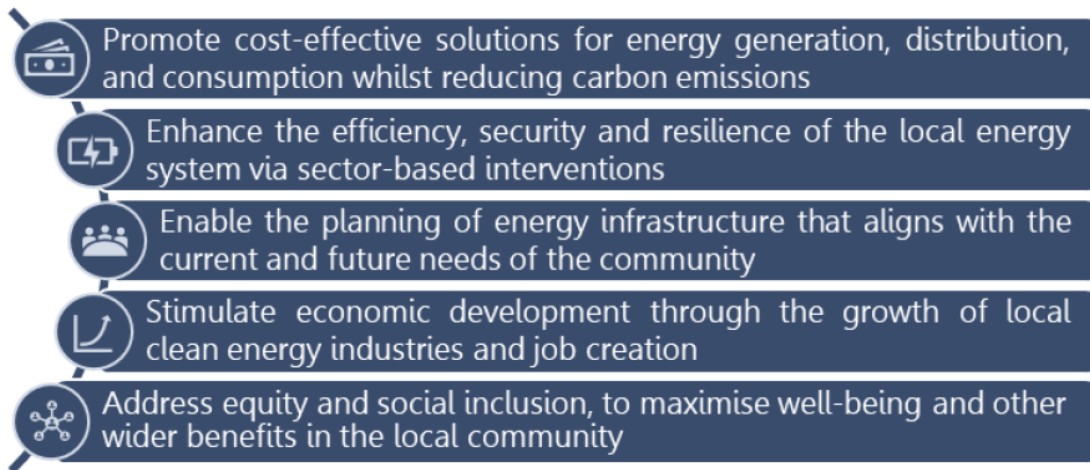 Promote cost-effective solutions for energy generation, distribution,
and consumption whilst reducing carbon emissions
Enhance the efficiency, security and resilience of the local energy
system via sector-based interventions
Enable the planning of energy infrastructure that aligns with the
current and future needs of the community
Stimulate economic development through the growth of local
clean energy industries and job creation
Address equity and social inclusion, to maximise well-being and other
wider benefits in the local community